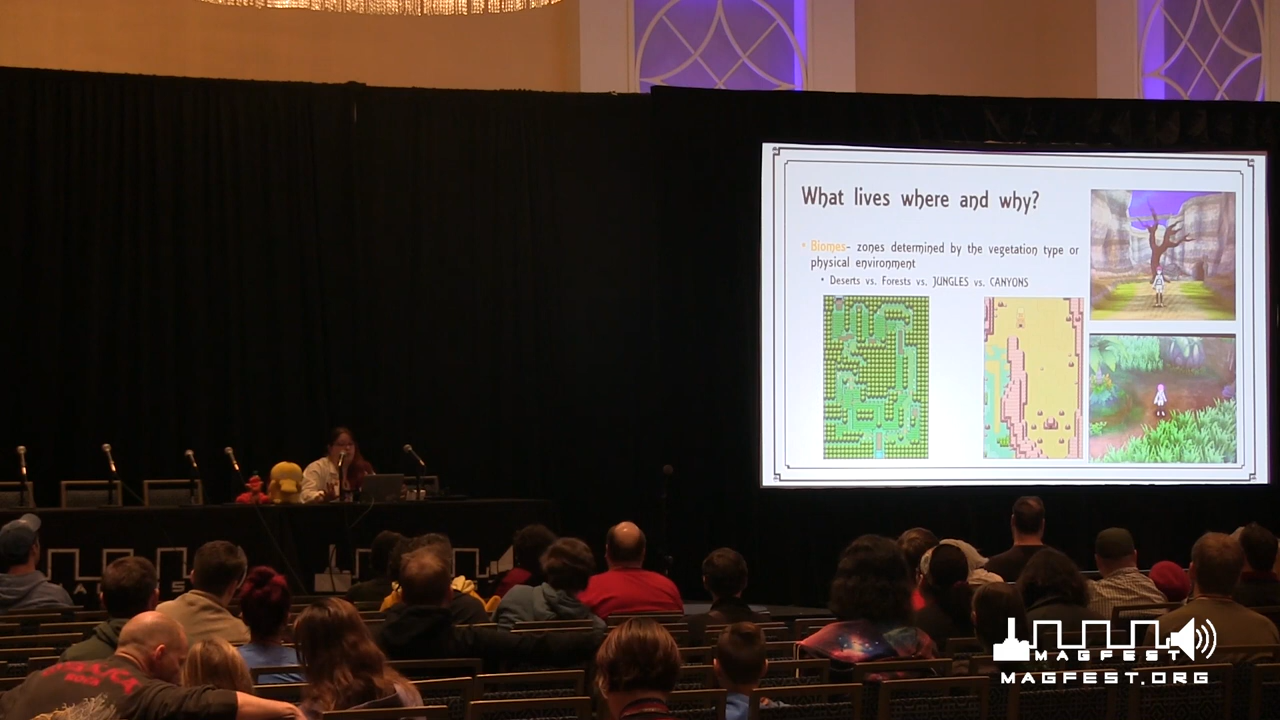 What lives where and why?
• Biomes- zones determined by the vegetation type or
physical environment
• Deserts vs. Forests vs. JUNGLES vs. CANYONS
MAGFEST
MAGFEST.ORG